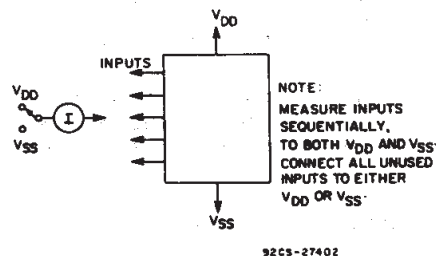 VDD
INPUTS
VDD
I
VSS
VSS
NOTE:
MEASURE INPUTS
SEQUENTIALLY,
TO BOTH VDD AND VSS.
CONNECT ALL UNUSED
INPUTS TO EITHER
VDD OR VSS.
92CS-27402